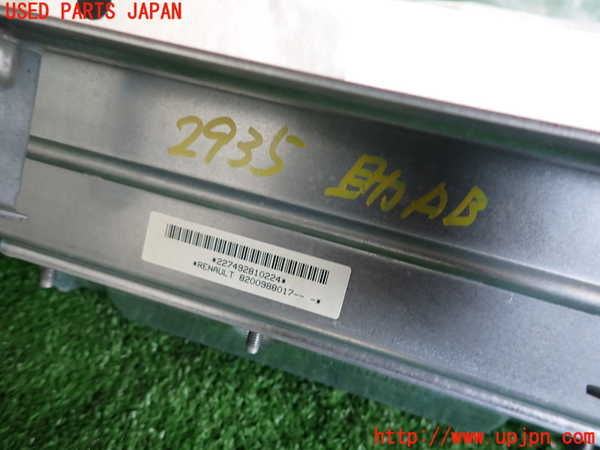 USED PARTS JAPAN
2935 助AB
*227492810224*
*RENAULT 8200988017-- -*
http://www.upjpn.com/